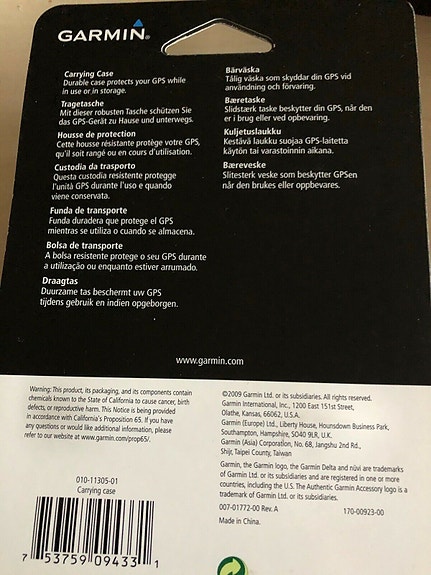 GARMIN®
Carrying Case
Durable case protects your GPS while
in use or in storage.
Tragetasche
Mit dieser robusten Tasche schützen Sie
das GPS-Gerät zu Hause und unterwegs.
Housse de protection
Cette housse résistante protège votre GPS,
qu'il soit rangé ou en cours d'utilisation.
Custodia da trasporto
Questa custodia resistente protegge
l'unità GPS durante l'uso e quando
viene conservata.
Funda de transporte
Funda duradera que protege el GPS
mientras se utiliza o cuando se almacena.
Bolsa de transporte
A bolsa resistente protege o seu GPS durante
a utilização ou enquanto estiver arrumado.
Draagtas
Duurzame tas beschermt uw GPS
tijdens gebruik en indien opgeborgen.
Bärväska
Tålig väska som skyddar din GPS vid
användning och förvaring.
Bæretaske
Slidstærk taske beskytter din GPS, når den
er i brug eller ved opbevaring.
Kuljetuslaukku
Kestävä laukku suojaa GPS-laitetta
käytön tai varastoinnin aikana.
Bæreveske
Slitesterk veske som beskytter GPSen
når den brukes eller oppbevares.
www.garmin.com
Warning: This product, its packaging, and its components contain
chemicals known to the State of California to cause cancer, birth
defects, or reproductive harm. This Notice is being provided
in accordance with California's Proposition 65. If you have
any questions or would like additional information, please
refer to our website at www.garmin.com/prop65/.
010-11305-01
Carrying case
7 53759 09433 1
©2009 Garmin Ltd. or its subsidiaries. All rights reserved.
Garmin International, Inc., 1200 East 151st Street,
Olathe, Kansas, 66062, U.S.A.
Garmin (Europe) Ltd., Liberty House, Hounsdown Business Park,
Southampton, Hampshire, SO40 9LR, U.K.
Garmin (Asia) Corporation, No. 68, Jangshu 2nd Rd.,
Shijr, Taipei County, Taiwan
Garmin, the Garmin logo, the Garmin Delta and nüvi are trademarks
of Garmin Ltd. or its subsidiaries and are registered in one or more
countries, including the U.S. The Authentic Garmin Accessory logo is a
trademark of Garmin Ltd. or its subsidiaries.
007-01772-00 Rev. A 170-00923-00
Made in China.